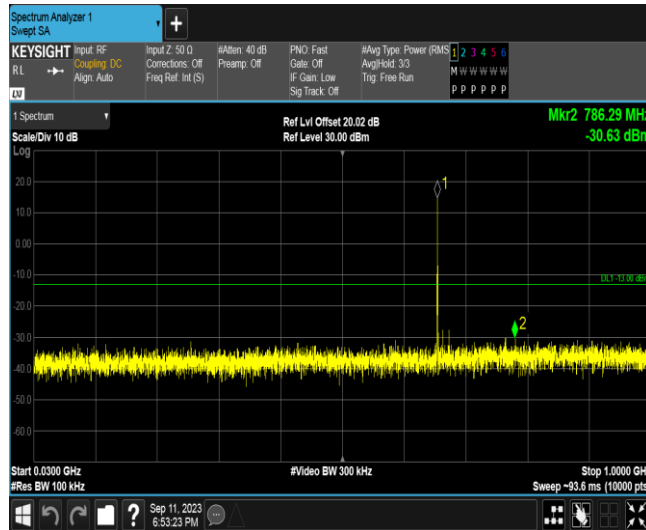 Spectrum Analyzer 1
Swept SA
+
KEYSIGHT
RL
LXI
Input: RF
Coupling: DC
Align: Auto
Input Z: 50 Ω
Corrections: Off
Freq Ref: Int (S)
#Atten: 40 dB
Preamp: Off
PNO: Fast
Gate: Off
IF Gain: Low
Sig Track: Off
#Avg Type: Power (RMS
Avg|Hold: 3/3
Trig: Free Run
1 2 3 4 5 6
M W W W W W
P P P P P P
1 Spectrum
Scale/Div 10 dB
Log
Ref Lvl Offset 20.02 dB
Ref Level 30.00 dBm
Mkr2 786.29 MHz
-30.63 dBm
20.0
0.00
-10.0
-20.0
-30.0
-40.0
-50.0
-60.0
1
DL1 -13.00 dB
2
Start 0.0300 GHz
#Res BW 100 kHz
#Video BW 300 kHz
Stop 1.0000 GH
Sweep ~93.6 ms (10000 pts
?
Sep 11, 2023
6:53:23 PM